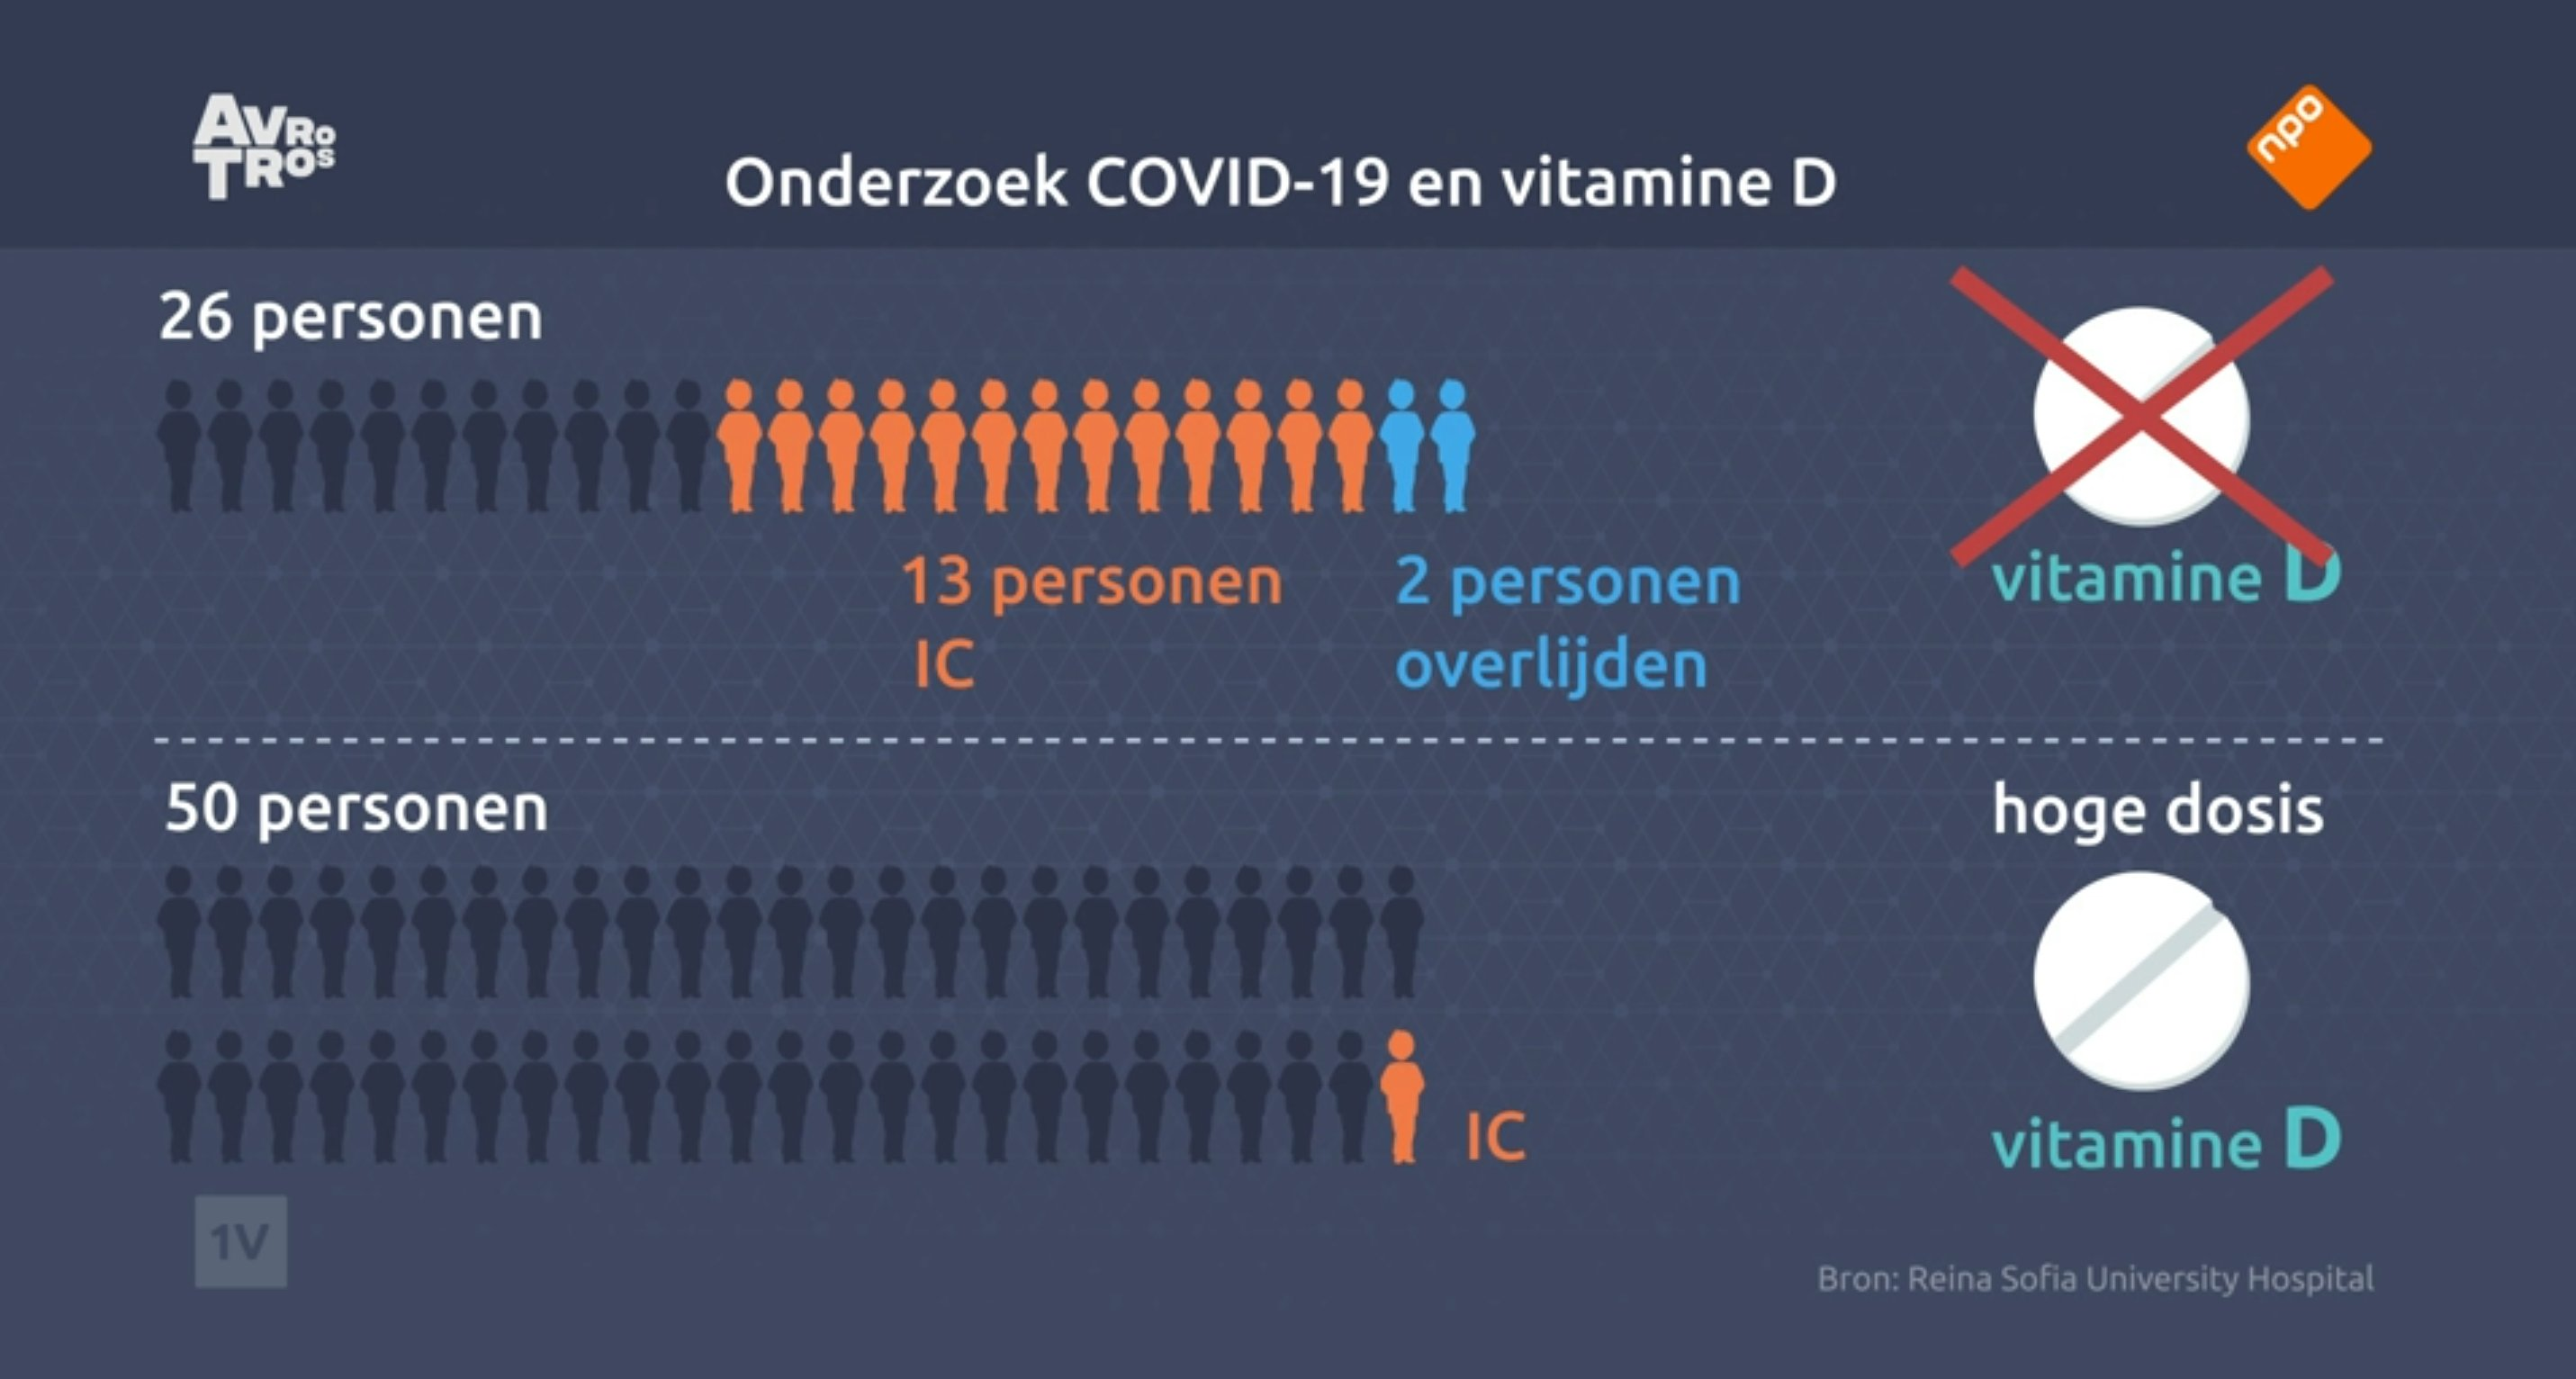 AVRO
TROS
npo
Onderzoek COVID-19 en vitamine D
26 personen
13 personen
IC
2 personen
overlijden
vitamine D
50 personen
hoge dosis
IC
vitamine D
1V
Bron: Reina Sofia University Hospital